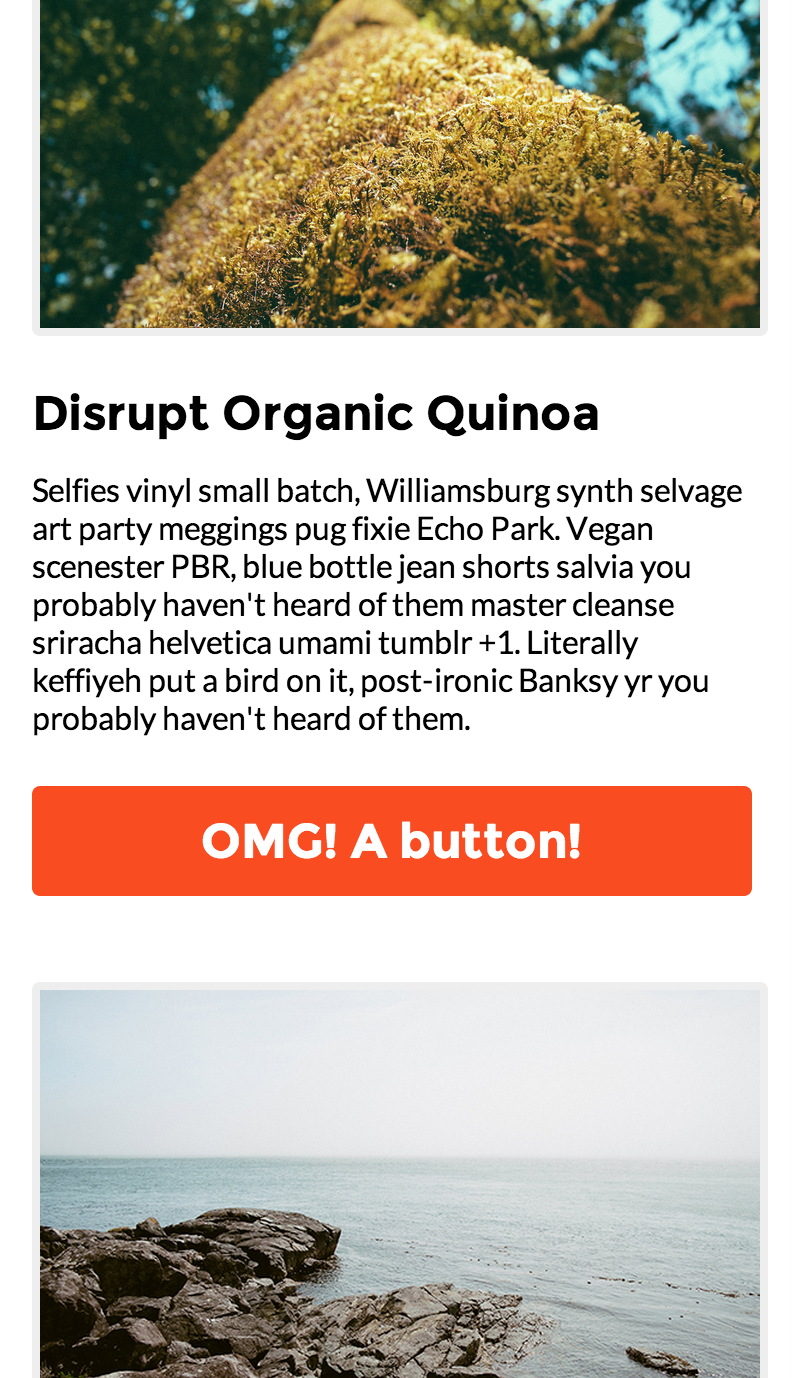 Disrupt Organic Quinoa
Selfies vinyl small batch, Williamsburg synth selvage
art party meggings pug fixie Echo Park. Vegan
scenester PBR, blue bottle jean shorts salvia you
probably haven't heard of them master cleanse
sriracha helvetica umami tumblr +1. Literally
keffiyeh put a bird on it, post-ironic Banksy yr you
probably haven't heard of them.
OMG! A button!